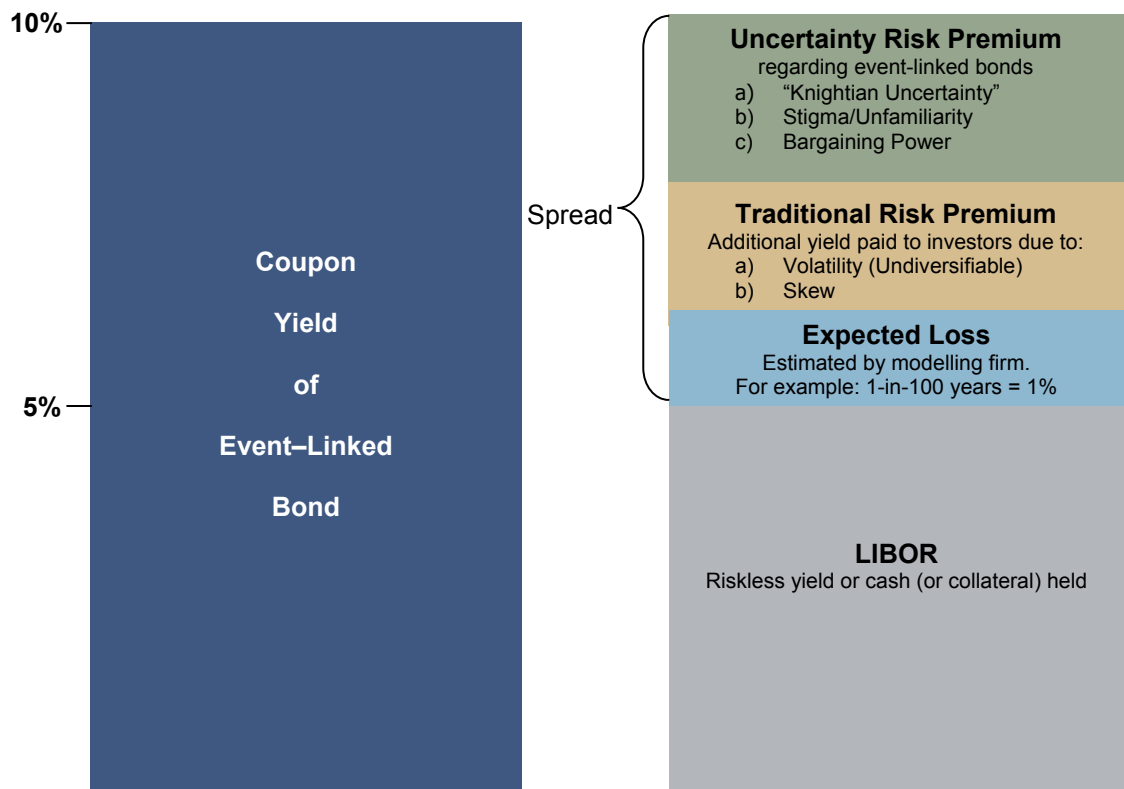 10%
5%
Coupon
Yield
of
Event–Linked
Bond
Spread
Uncertainty Risk Premium
regarding event-linked bonds
a) “Knightian Uncertainty”
b) Stigma/Unfamiliarity
c) Bargaining Power
Traditional Risk Premium
Additional yield paid to investors due to:
a) Volatility (Undiversifiable)
b) Skew
Expected Loss
Estimated by modelling firm.
For example: 1-in-100 years = 1%
LIBOR
Riskless yield or cash (or collateral) held